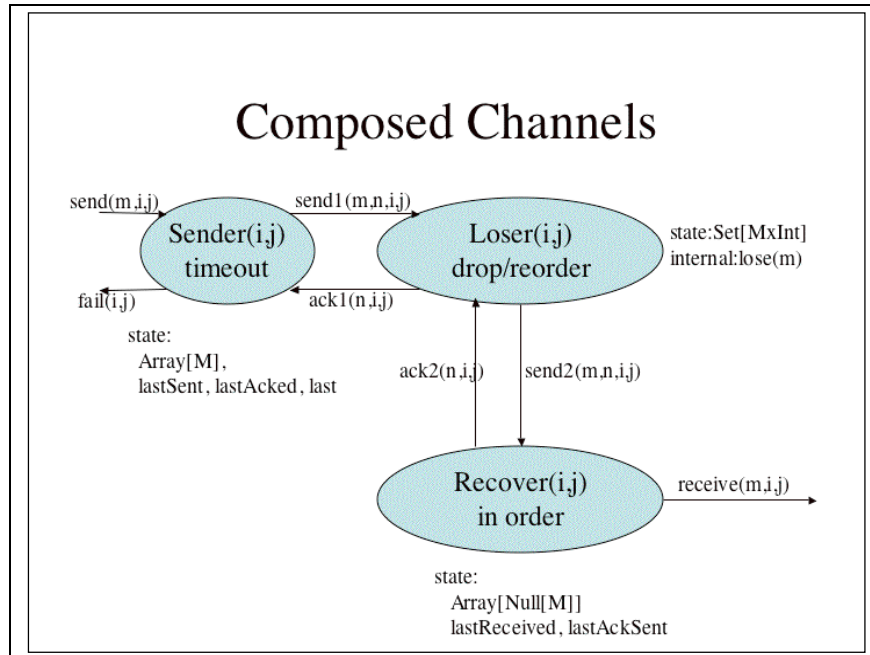 Composed Channels
send(m,i,j)
send1(m,n,i,j)
Sender(i,j)
timeout
Loser(i,j)
drop/reorder
state:Set[MxInt]
internal:lose(m)
fail(i,j)
ack1(n,i,j)
state:
Array[M],
lastSent, lastAcked, last
ack2(n,i,j)
send2(m,n,i,j)
Recover(i,j)
in order
receive(m,i,j)
state:
Array[Null[M]]
lastReceived, lastAckSent